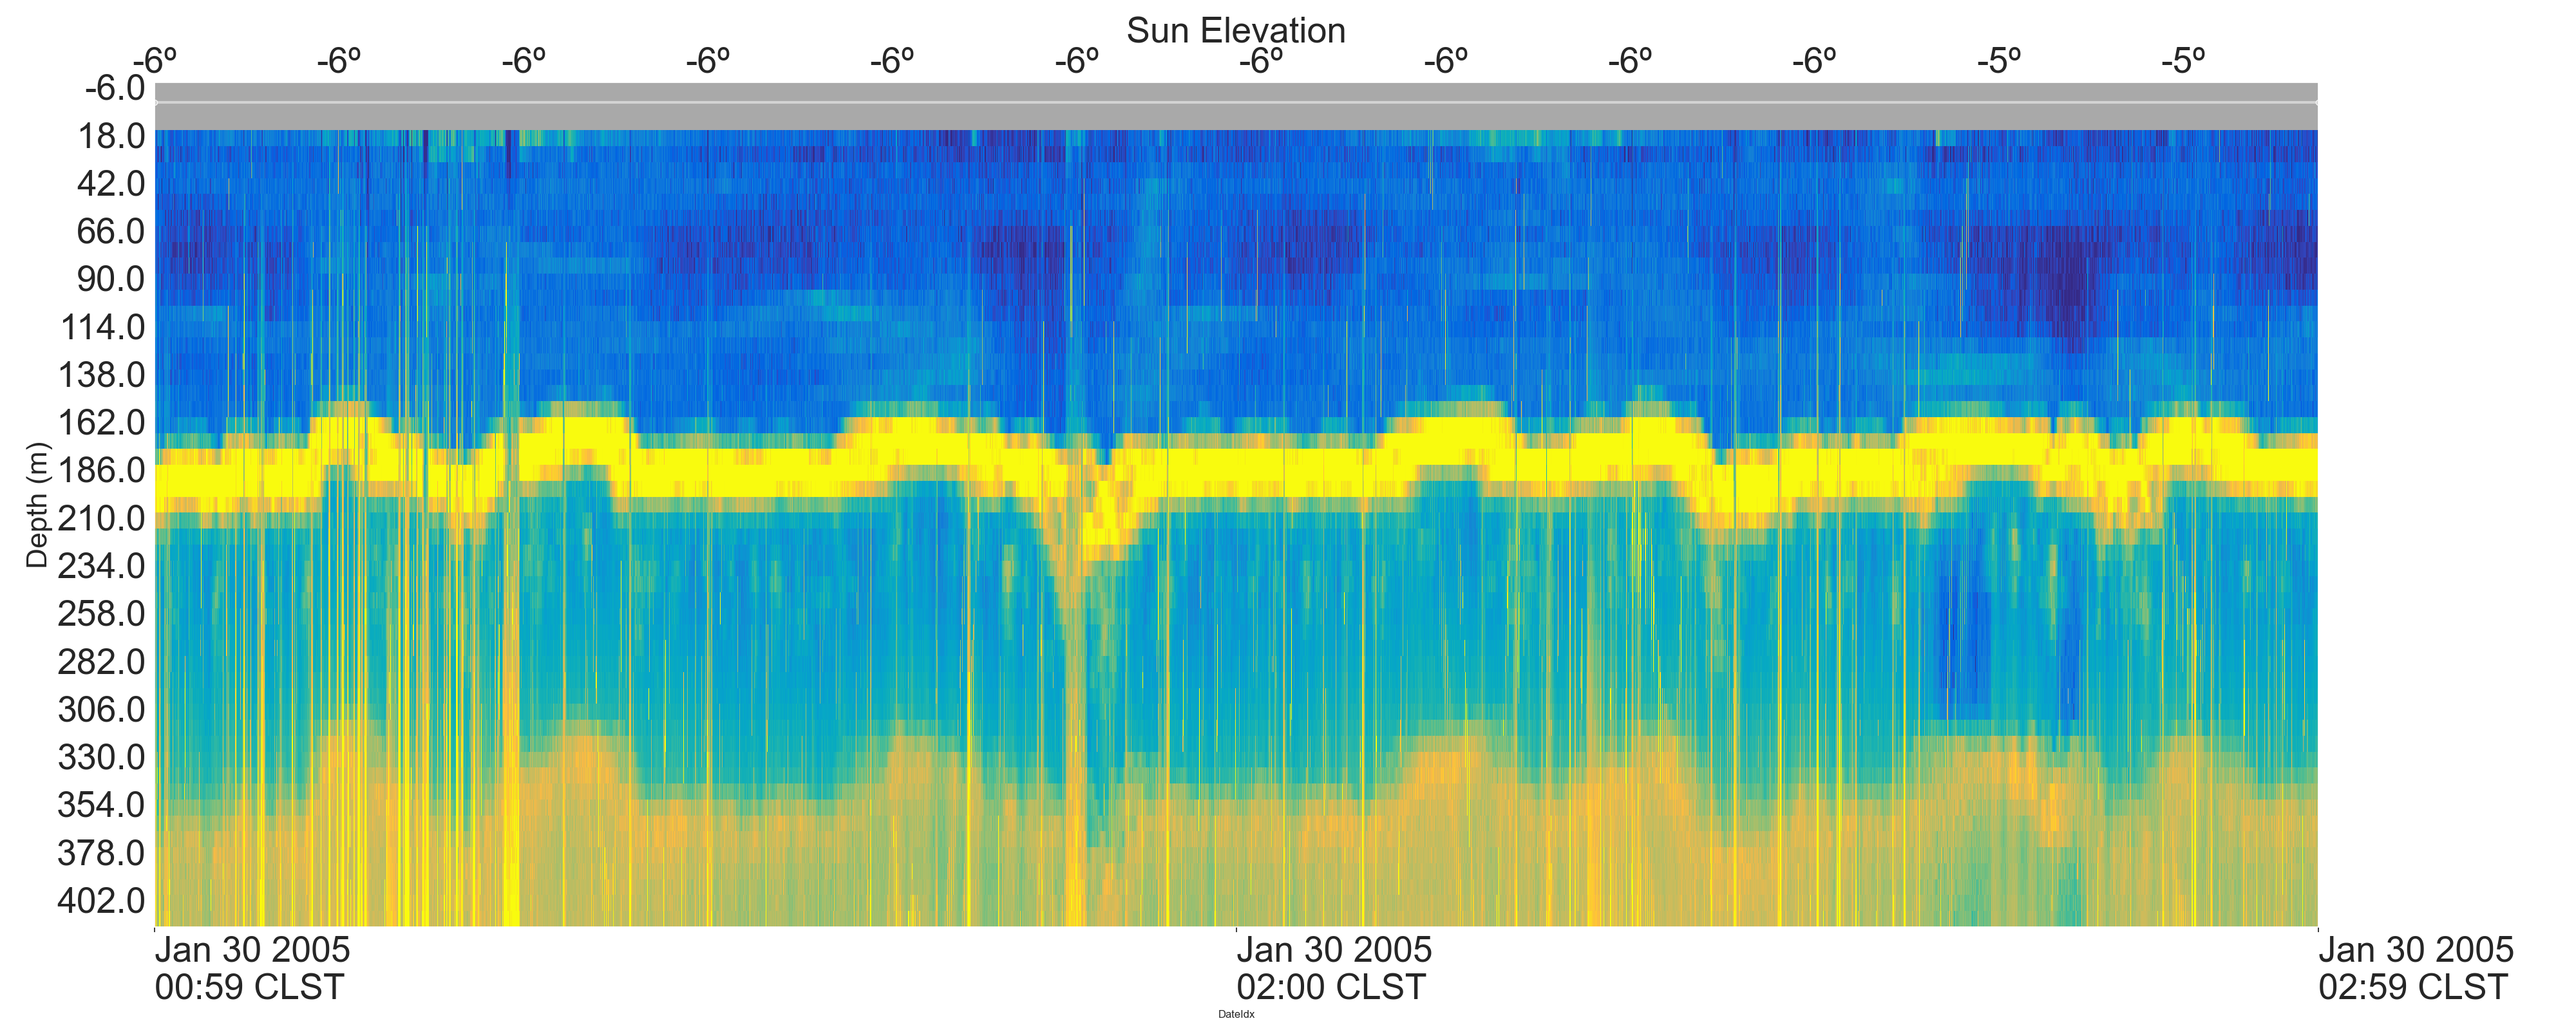 Sun Elevation
-6º -6º -6º -6º -6º -6º -6º -6º -6º -6º -5º -5º
-6.0
18.0
42.0
66.0
90.0
114.0
138.0
162.0
186.0
210.0
234.0
258.0
282.0
306.0
330.0
354.0
378.0
402.0
Depth (m)
Jan 30 2005
00:59 CLST
Jan 30 2005
02:00 CLST
Jan 30 2005
02:59 CLST
DateIdx